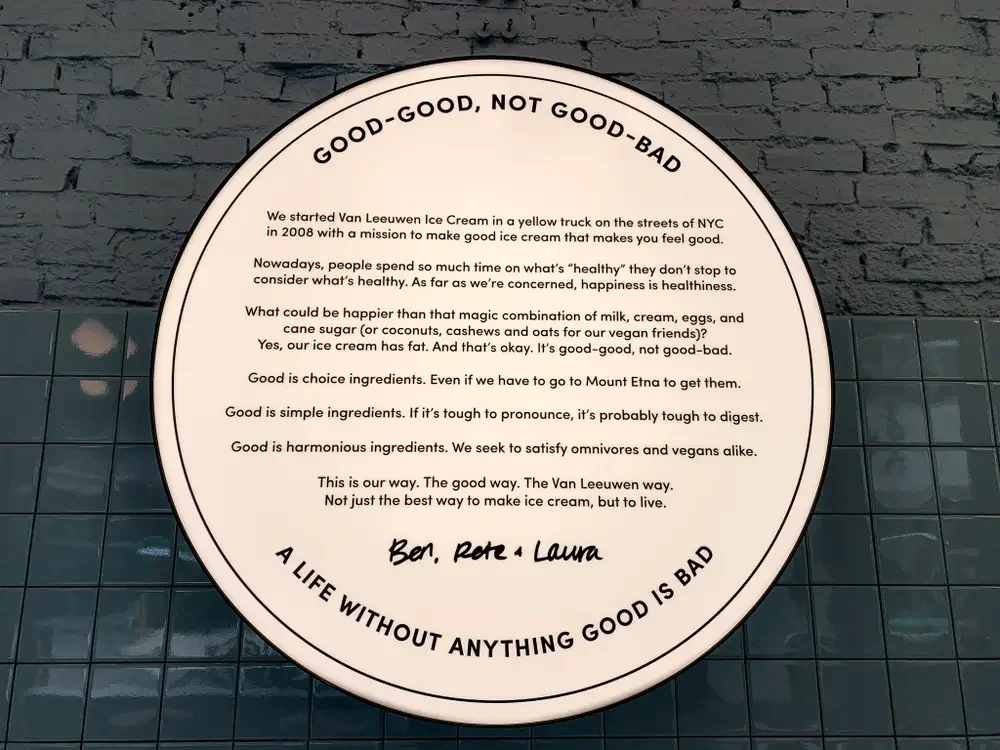 GOOD-GOOD, NOT GOOD-BAD
We started Van Leeuwen Ice Cream in a yellow truck on the streets of NYC
in 2008 with a mission to make good ice cream that makes you feel good.
Nowadays, people spend so much time on what's “healthy” they don't stop to
consider what's healthy. As far as we're concerned, happiness is healthiness.
What could be happier than that magic combination of milk, cream, eggs, and
cane sugar (or coconuts, cashews and oats for our vegan friends)?
Yes, our ice cream has fat. And that's okay. It's good-good, not good-bad.
Good is choice ingredients. Even if we have to go to Mount Etna to get them.
Good is simple ingredients. If it's tough to pronounce, it's probably tough to digest.
Good is harmonious ingredients. We seek to satisfy omnivores and vegans alike.
This is our way. The good way. The Van Leeuwen way.
Not just the best way to make ice cream, but to live.
Ben, Pete & Laura
A LIFE WITHOUT ANYTHING GOOD IS BAD